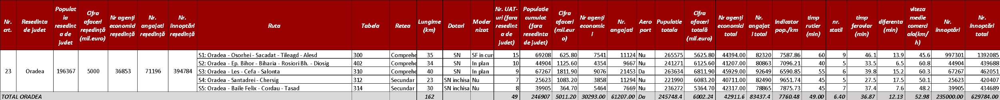 Nr. crt. | Resedinta de judet | Populatia resedinta de judet | Cifra afaceri reședință (mil.euro) | Nr agenți economici reședință | Nr. angajati reședință | Nr. înnoptări reședință | Ruta | Tabela | Retea | Lungime (km) | Dotari | Modernizat | Nr. UAT-uri (fara resedinta de judet) | Populatie cumulat (fara resedinta de judet) | Cifra afaceri (mil.euro) | Nr agenți economici | Nr. angajati | Aeroport | Pupulatie totala | Cifra afaceri totală (mil.euro) | Nr agenți economici total | Nr. angajati total | Indicator pop./km | timp rutier (min) | nr. statii | timp feroviar (min) | diferenta (min) | viteza medie comerciala(km/h) | Nr. înnoptări | Nr. înnoptări total
23 | Oradea | 196367 | 5000 | 36853 | 71196 | 394784
S1: Oradea - Osorhei - Sacadat - Tileagd - Alesd | 300 | Comprehe | 35 | SN | SF in curs | 15 | 69208 | 625.80 | 7541 | 11124 | Nu | 265575 | 5625.80 | 44394.00 | 82320 | 7587.86 | 60 | 9 | 46.1 | 13.9 | 45.6 | 997301 | 1392085
S2: Oradea - Ep. Bihor - Biharia - Rosiori Bh. - Diosig | 402 | Comprehe | 34 | SN | In plan | 10 | 44904 | 1125.60 | 4354 | 9667 | Nu | 241271 | 6125.60 | 41207.00 | 80863 | 7096.21 | 40 | 5 | 33.5 | 6.5 | 60.8 | 44904 | 439688
S3: Oradea - Les - Cefa - Salonta | 310 | Comprehe | 40 | SN | In plan | 9 | 67267 | 1811.90 | 9076 | 21453 | Da | 263634 | 6811.90 | 45929.00 | 92649 | 6590.85 | 55 | 6 | 39.8 | 15.2 | 60.3 | 67267 | 462051
S4: Oradea - Santadrei - Chersig | 312 | Secundar | 23 | SN inchisa | Nu | 7 | 25623 | 1083.20 | 3858 | 11294 | Nu | 221990 | 6083.20 | 40711.00 | 82490 | 9651.74 | 45 | 5 | 27.5 | 17.5 | 50.1 | 25623 | 420407
S5: Oradea - Baile Felix - Cordau - Tasad | 314 | Secundar | 30 | SN inchisa | Nu | 8 | 39905 | 364.70 | 5464 | 7669 | Nu | 236272 | 5364.70 | 42317.00 | 78865 | 7875.73 | 45 | 7 | 37.4 | 7.6 | 48.2 | 39905 | 434689
TOTAL ORADEA | 162 | 49 | 246907 | 5011.20 | 30293.00 | 61207.00 | Da | 245748.4 | 6002.24 | 42911.6 | 83437.4 | 7760.48 | 49.00 | 6.40 | 36.87 | 12.13 | 52.98 | 235000.00 | 629784.00